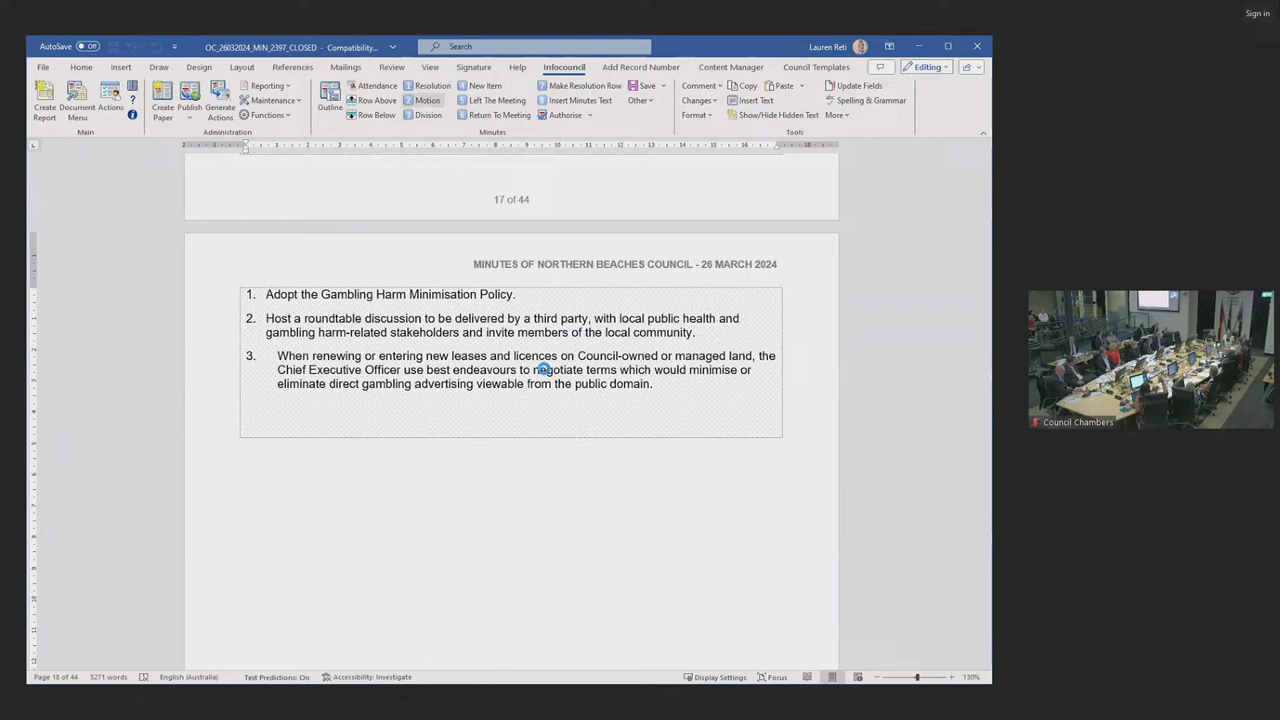 Sign in
AutoSave Off OC_26032024_MIN_2397_CLOSED - Compatibility... Search Lauren Reti
File Home Insert Draw Design Layout References Mailings Review View Signature Help Infocouncil Add Record Number Content Manager Council Templates Editing
Create Report Document Menu Actions Create Paper Publish Generate Actions Reporting Maintenance Functions Outline Attendance Row Above Row Below 1 Resolution 2 Motion 3 Division 4 New Item 5 Left The Meeting 6 Return To Meeting 7 Make Resolution Row 8 Insert Minutes Text Authorise Save Other Comment Changes Format Copy Paste Insert Text Show/Hide Hidden Text Update Fields Spelling & Grammar More
Main Administration Minutes Tools
17 of 44
MINUTES OF NORTHERN BEACHES COUNCIL - 26 MARCH 2024
1. Adopt the Gambling Harm Minimisation Policy.
2. Host a roundtable discussion to be delivered by a third party, with local public health and
gambling harm-related stakeholders and invite members of the local community.
3. When renewing or entering new leases and licences on Council-owned or managed land, the
Chief Executive Officer use best endeavours to negotiate terms which would minimise or
eliminate direct gambling advertising viewable from the public domain.
Council Chambers
Page 18 of 44 5271 words English (Australia) Text Predictions: On Accessibility: Investigate Display Settings Focus 130%